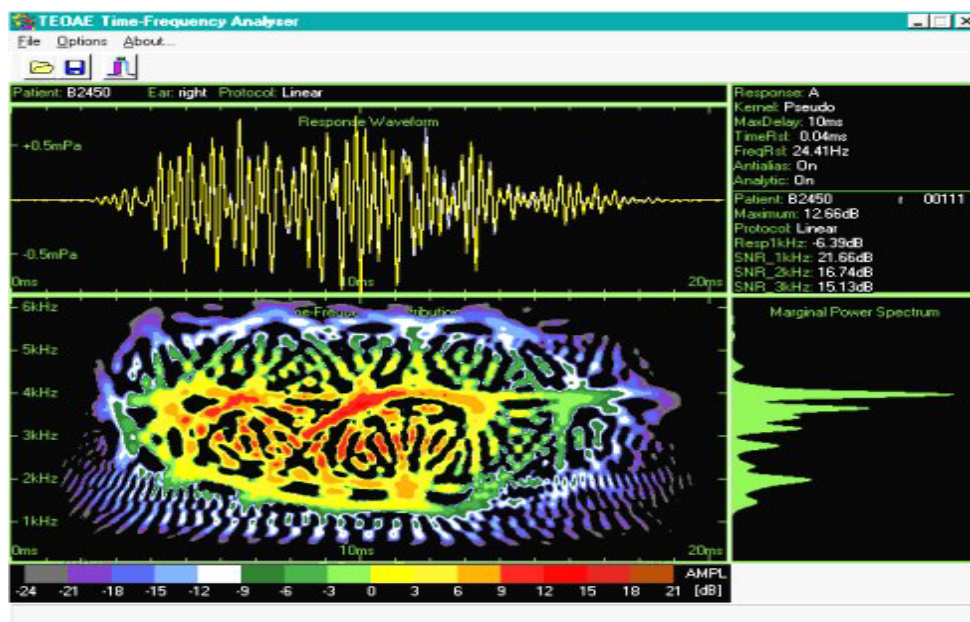 TEOAE Time-Frequency Analyser
File Options About...
Patient: B2450 Ear: right Protocol: Linear
Response Waveform
+0.5mPa
-0.5mPa
0ms 10ms 20ms
Response: A
Kernel: Pseudo
MaxDelay: 10ms
TimeRst: 0.04ms
FreqRst: 24.41Hz
Antialias: On
Analytic: On
Patient: B2450 r 00111
Maximum: 12.66dB
Protocol: Linear
Resp1kHz: -6.39dB
SNR_1kHz: 21.66dB
SNR_2kHz: 16.74dB
SNR_3kHz: 15.13dB
6kHz
5kHz
4kHz
3kHz
2kHz
1kHz
0ms 10ms 20ms
Marginal Power Spectrum
AMPL
-24 -21 -18 -15 -12 -9 -6 -3 0 3 6 9 12 15 18 21 [dB]